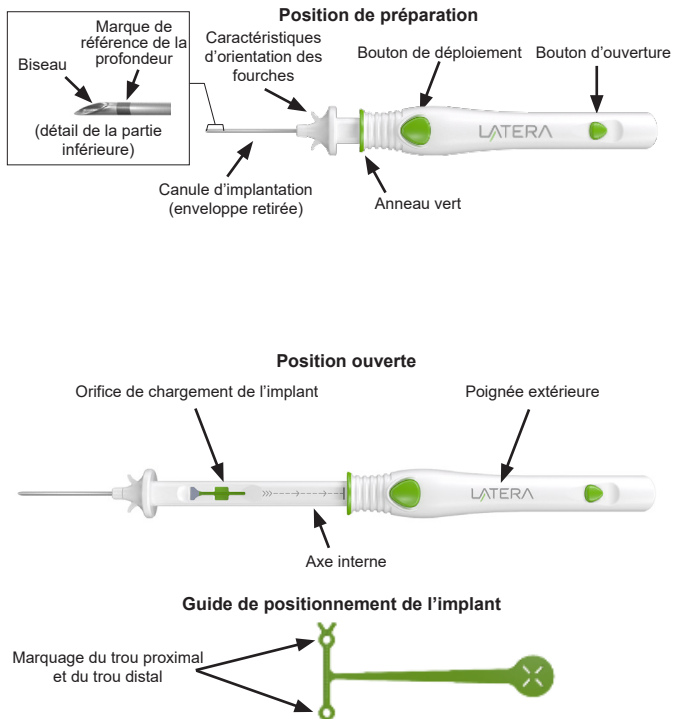 Position de préparation
Marque de
référence de la
profondeur
Biseau
(détail de la partie
inférieure)
Caractéristiques
d'orientation des
fourches
Bouton de déploiement
Bouton d'ouverture
LATERA
Canule d'implantation
(enveloppe retirée)
Anneau vert
Position ouverte
Orifice de chargement de l'implant
Poignée extérieure
LATERA
Axe interne
Guide de positionnement de l'implant
Marquage du trou proximal
et du trou distal